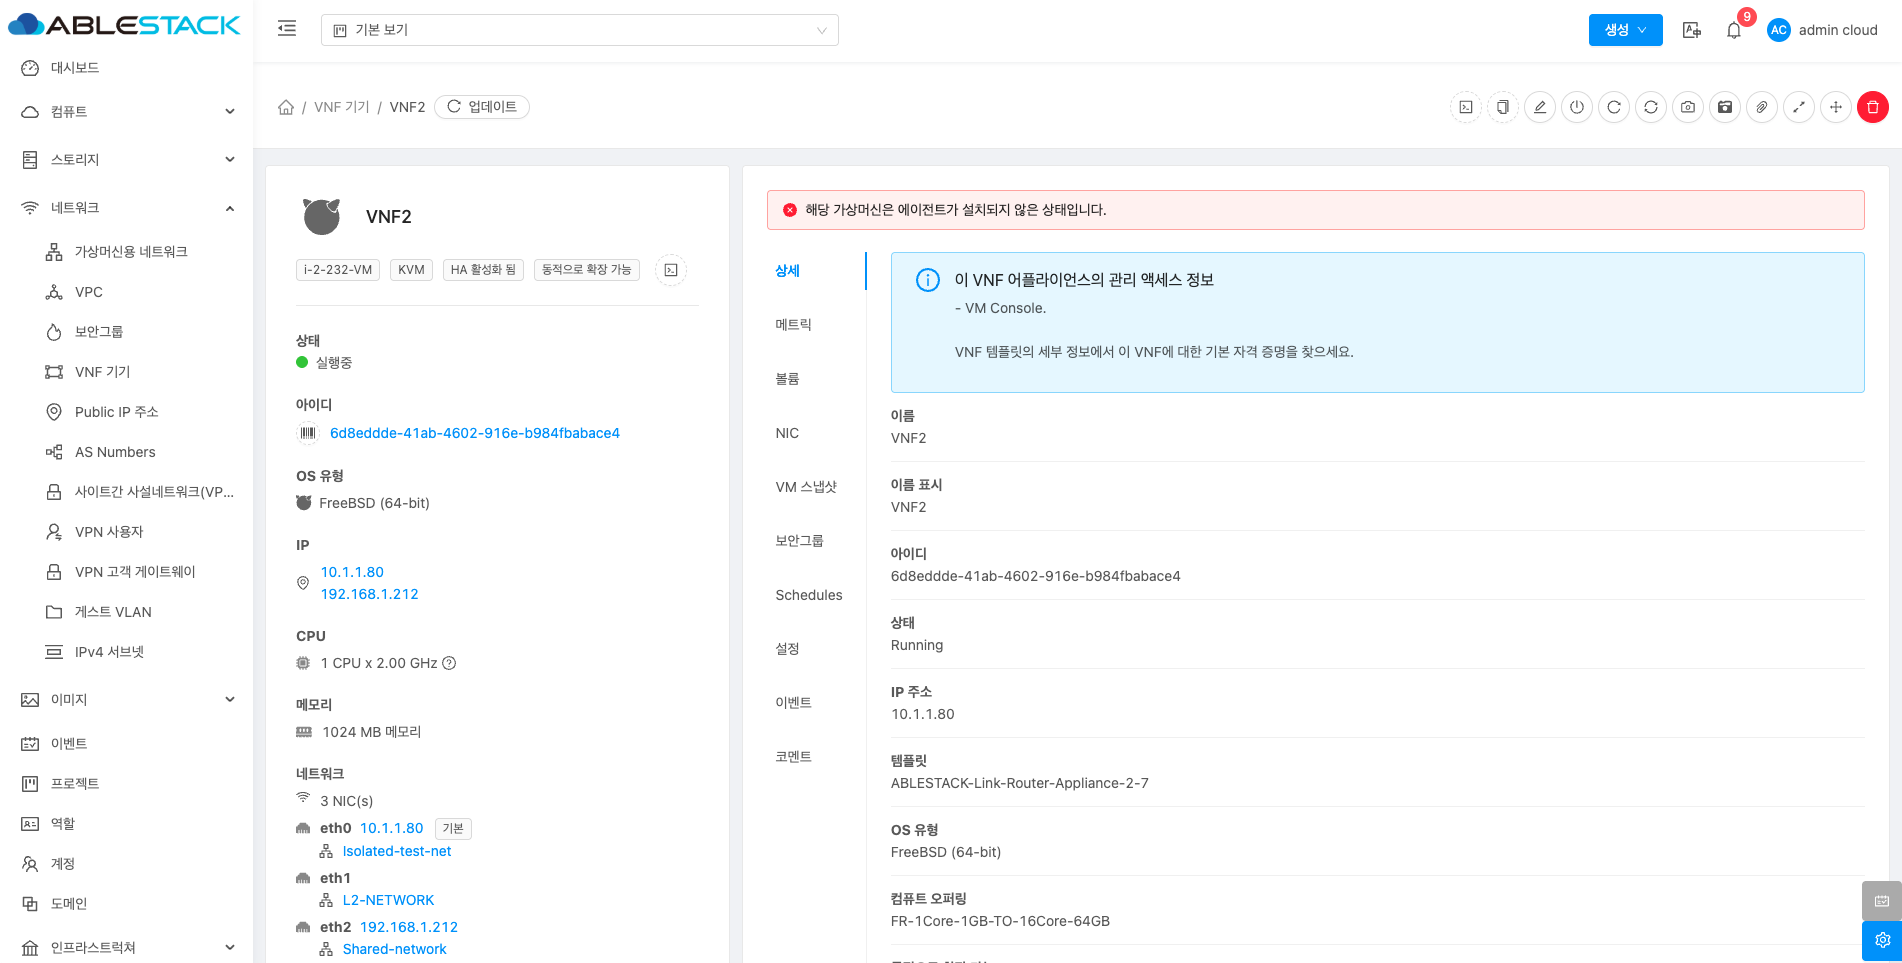 ABLESTACK
기본 보기
생성
9
AC
admin cloud
대시보드
컴퓨트
스토리지
네트워크
가상머신용 네트워크
VPC
보안그룹
VNF 기기
Public IP 주소
AS Numbers
사이트간 사설네트워크(VP...
VPN 사용자
VPN 고객 게이트웨이
게스트 VLAN
IPv4 서브넷
이미지
이벤트
프로젝트
역할
계정
도메인
인프라스트럭쳐
/ VNF 기기 / VNF2
업데이트
VNF2
i-2-232-VM
KVM
HA 활성화 됨
동적으로 확장 가능
상태
실행중
아이디
6d8eddde-41ab-4602-916e-b984fbabace4
OS 유형
FreeBSD (64-bit)
IP
10.1.1.80
192.168.1.212
CPU
1 CPU x 2.00 GHz
메모리
1024 MB 메모리
네트워크
3 NIC(s)
eth0 10.1.1.80 기본
Isolated-test-net
eth1
L2-NETWORK
eth2 192.168.1.212
Shared-network
해당 가상머신은 에이전트가 설치되지 않은 상태입니다.
상세
메트릭
볼륨
NIC
VM 스냅샷
보안그룹
Schedules
설정
이벤트
코멘트
이 VNF 어플라이언스의 관리 액세스 정보
- VM Console.
VNF 템플릿의 세부 정보에서 이 VNF에 대한 기본 자격 증명을 찾으세요.
이름
VNF2
이름 표시
VNF2
아이디
6d8eddde-41ab-4602-916e-b984fbabace4
상태
Running
IP 주소
10.1.1.80
템플릿
ABLESTACK-Link-Router-Appliance-2-7
OS 유형
FreeBSD (64-bit)
컴퓨트 오퍼링
FR-1Core-1GB-TO-16Core-64GB